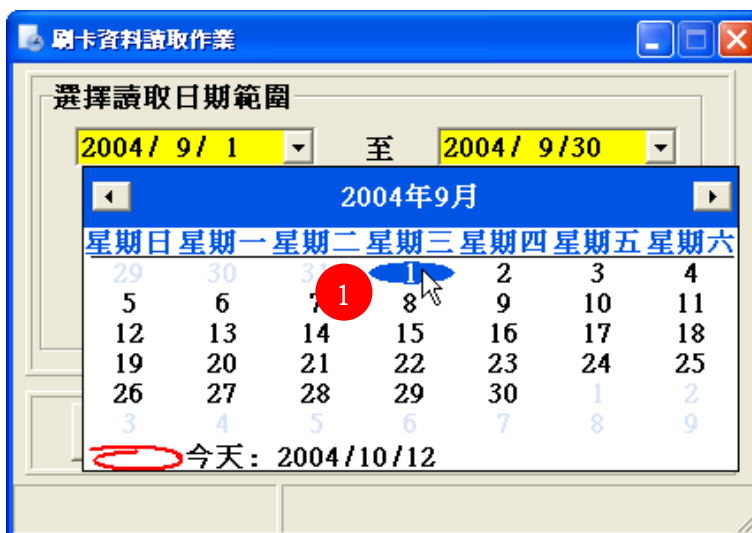 刷卡資料讀取作業
選擇讀取日期範圍
2004/ 9/ 1 至 2004/ 9/30
2004年9月
星期日 星期一 星期二 星期三 星期四 星期五 星期六
29 30 31 1 2 3 4
5 6 7 1 8 9 10 11
12 13 14 15 16 17 18
19 20 21 22 23 24 25
26 27 28 29 30 1 2
3 4 5 6 7 8 9
今天: 2004/10/12